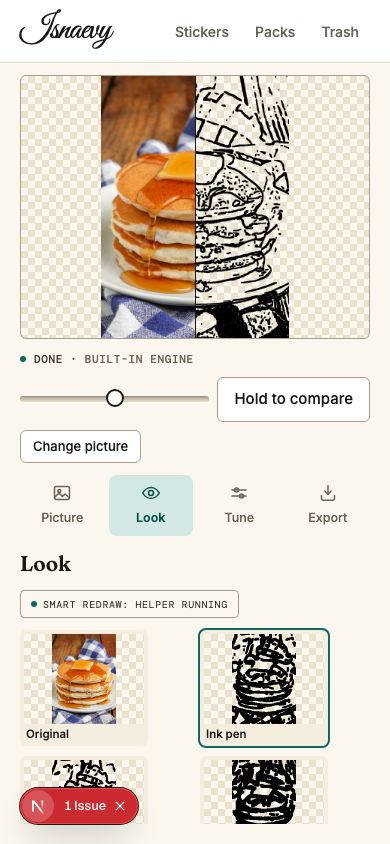 Jsnaevy
Stickers Packs Trash
DONE · BUILT-IN ENGINE
Hold to compare
Change picture
Picture Look Tune Export
Look
SMART REDRAW: HELPER RUNNING
Original Ink pen
N 1 Issue